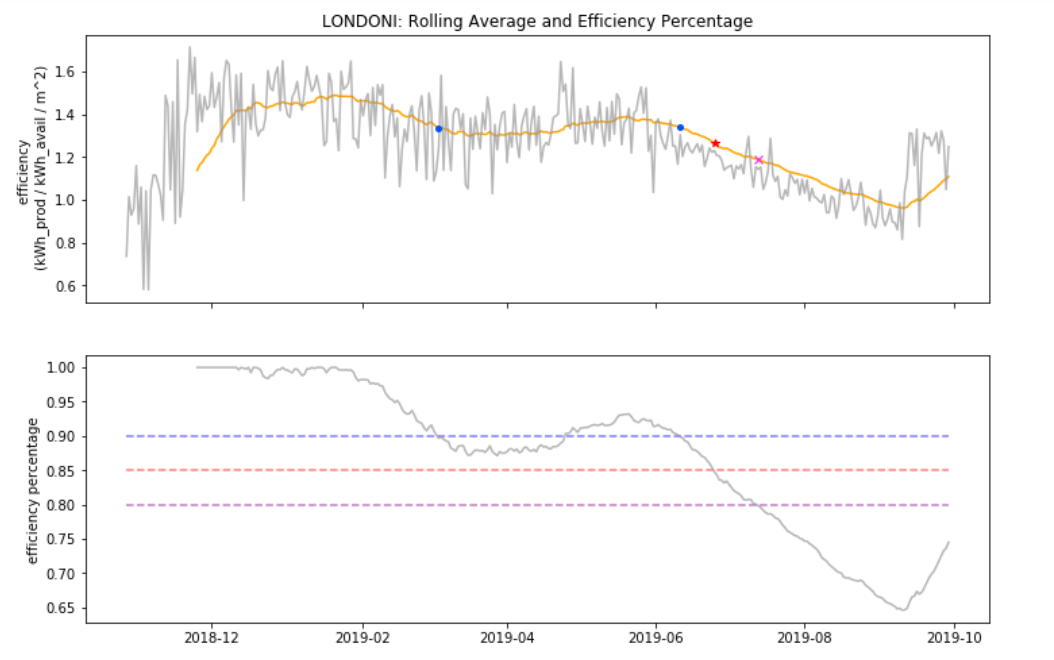 LONDONI: Rolling Average and Efficiency Percentage
efficiency
(kWh_prod / kWh_avail / m^2)
1.6
1.4
1.2
1.0
0.8
0.6
efficiency percentage
1.00
0.95
0.90
0.85
0.80
0.75
0.70
0.65
2018-12 2019-02 2019-04 2019-06 2019-08 2019-10